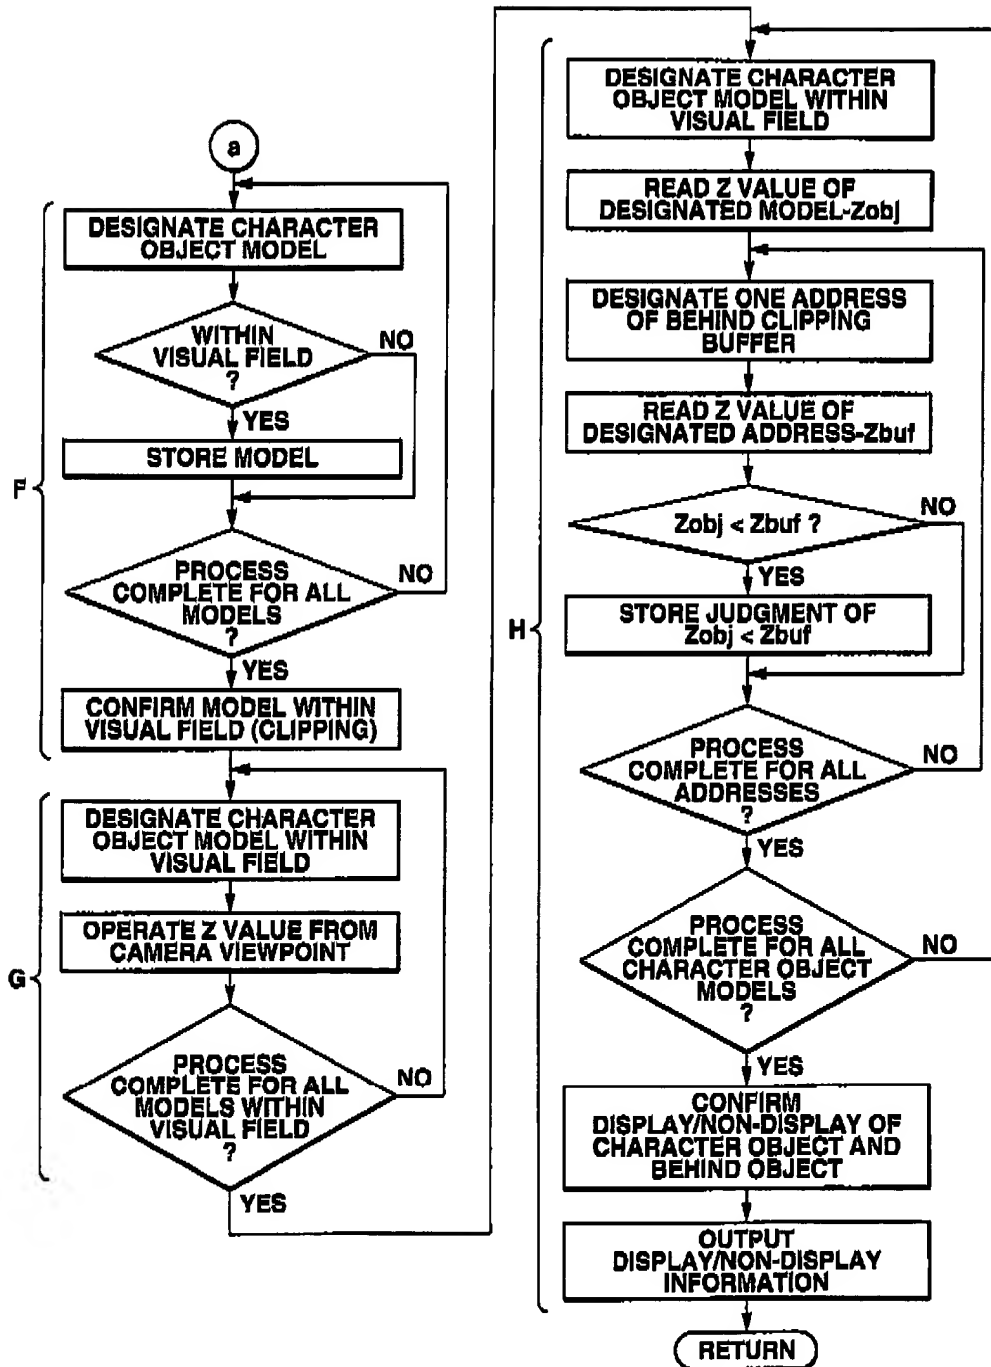 a
DESIGNATE CHARACTER
OBJECT MODEL
WITHIN
VISUAL FIELD
?
NO
YES
STORE MODEL
F
PROCESS
COMPLETE FOR ALL
MODELS
?
NO
YES
CONFIRM MODEL WITHIN
VISUAL FIELD (CLIPPING)
DESIGNATE CHARACTER
OBJECT MODEL WITHIN
VISUAL FIELD
OPERATE Z VALUE FROM
CAMERA VIEWPOINT
G
PROCESS
COMPLETE FOR ALL
MODELS WITHIN
VISUAL FIELD
?
NO
YES
DESIGNATE CHARACTER
OBJECT MODEL WITHIN
VISUAL FIELD
READ Z VALUE OF
DESIGNATED MODEL-Zobj
DESIGNATE ONE ADDRESS
OF BEHIND CLIPPING
BUFFER
READ Z VALUE OF
DESIGNATED ADDRESS-Zbuf
Zobj < Zbuf ?
NO
YES
H
STORE JUDGMENT OF
Zobj < Zbuf
PROCESS
COMPLETE FOR ALL
ADDRESSES
?
NO
YES
PROCESS
COMPLETE FOR ALL
CHARACTER OBJECT
MODELS
?
NO
YES
CONFIRM
DISPLAY/NON-DISPLAY OF
CHARACTER OBJECT AND
BEHIND OBJECT
OUTPUT
DISPLAY/NON-DISPLAY
INFORMATION
RETURN